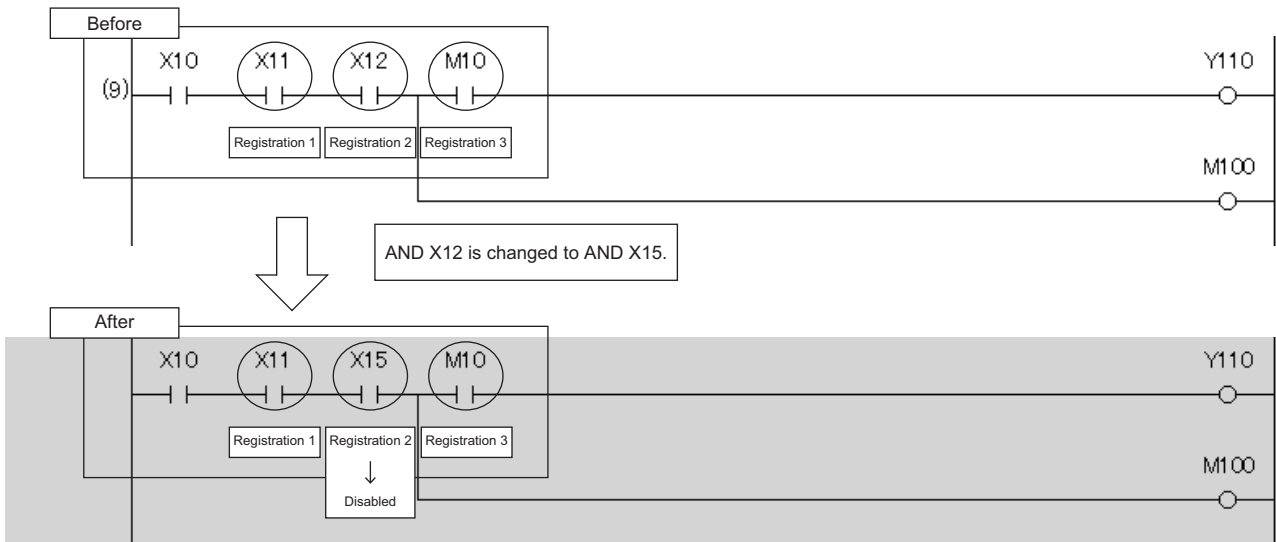 Before
X10 X11 X12 M10 Y110
(9)
Registration 1 Registration 2 Registration 3
M100
AND X12 is changed to AND X15.
After
X10 X11 X15 M10 Y110
Registration 1 Registration 2 Registration 3
↓
M100
Disabled